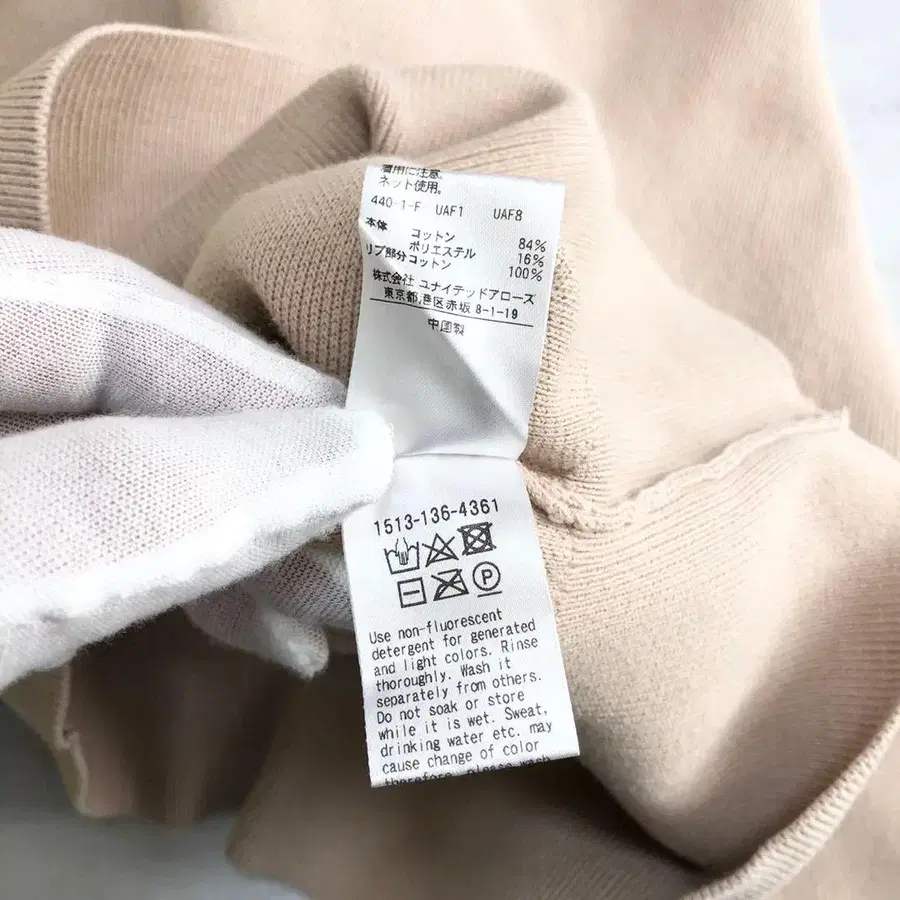 着用に注意。
ネット使用。
440-1-F UAF1 UAF8
本体 コットン 84%
ポリエステル 16%
リブ部分 コットン 100%
株式会社 ユナイテッドアローズ
東京都港区赤坂 8-1-19
中国製
1513-136-4361
P
Use non-fluorescent
detergent for generated
and light colors. Rinse
thoroughly. Wash it
separately from others.
Do not soak or store
while it is wet. Sweat,
drinking water etc. may
cause change of color
therefore, please wash